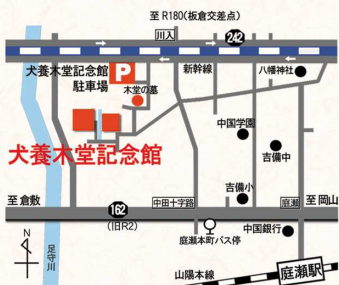 至 R180(板倉交差点)
川入
242
犬養木堂記念館
駐車場
P
新幹線
八幡神社
木堂の墓
中国学園
吉備中
犬養木堂記念館
至 倉敷
162
(旧R2)
中田十字路
吉備小
庭瀬
至 岡山
N
足守川
庭瀬本町バス停
中国銀行
山陽本線
庭瀬駅